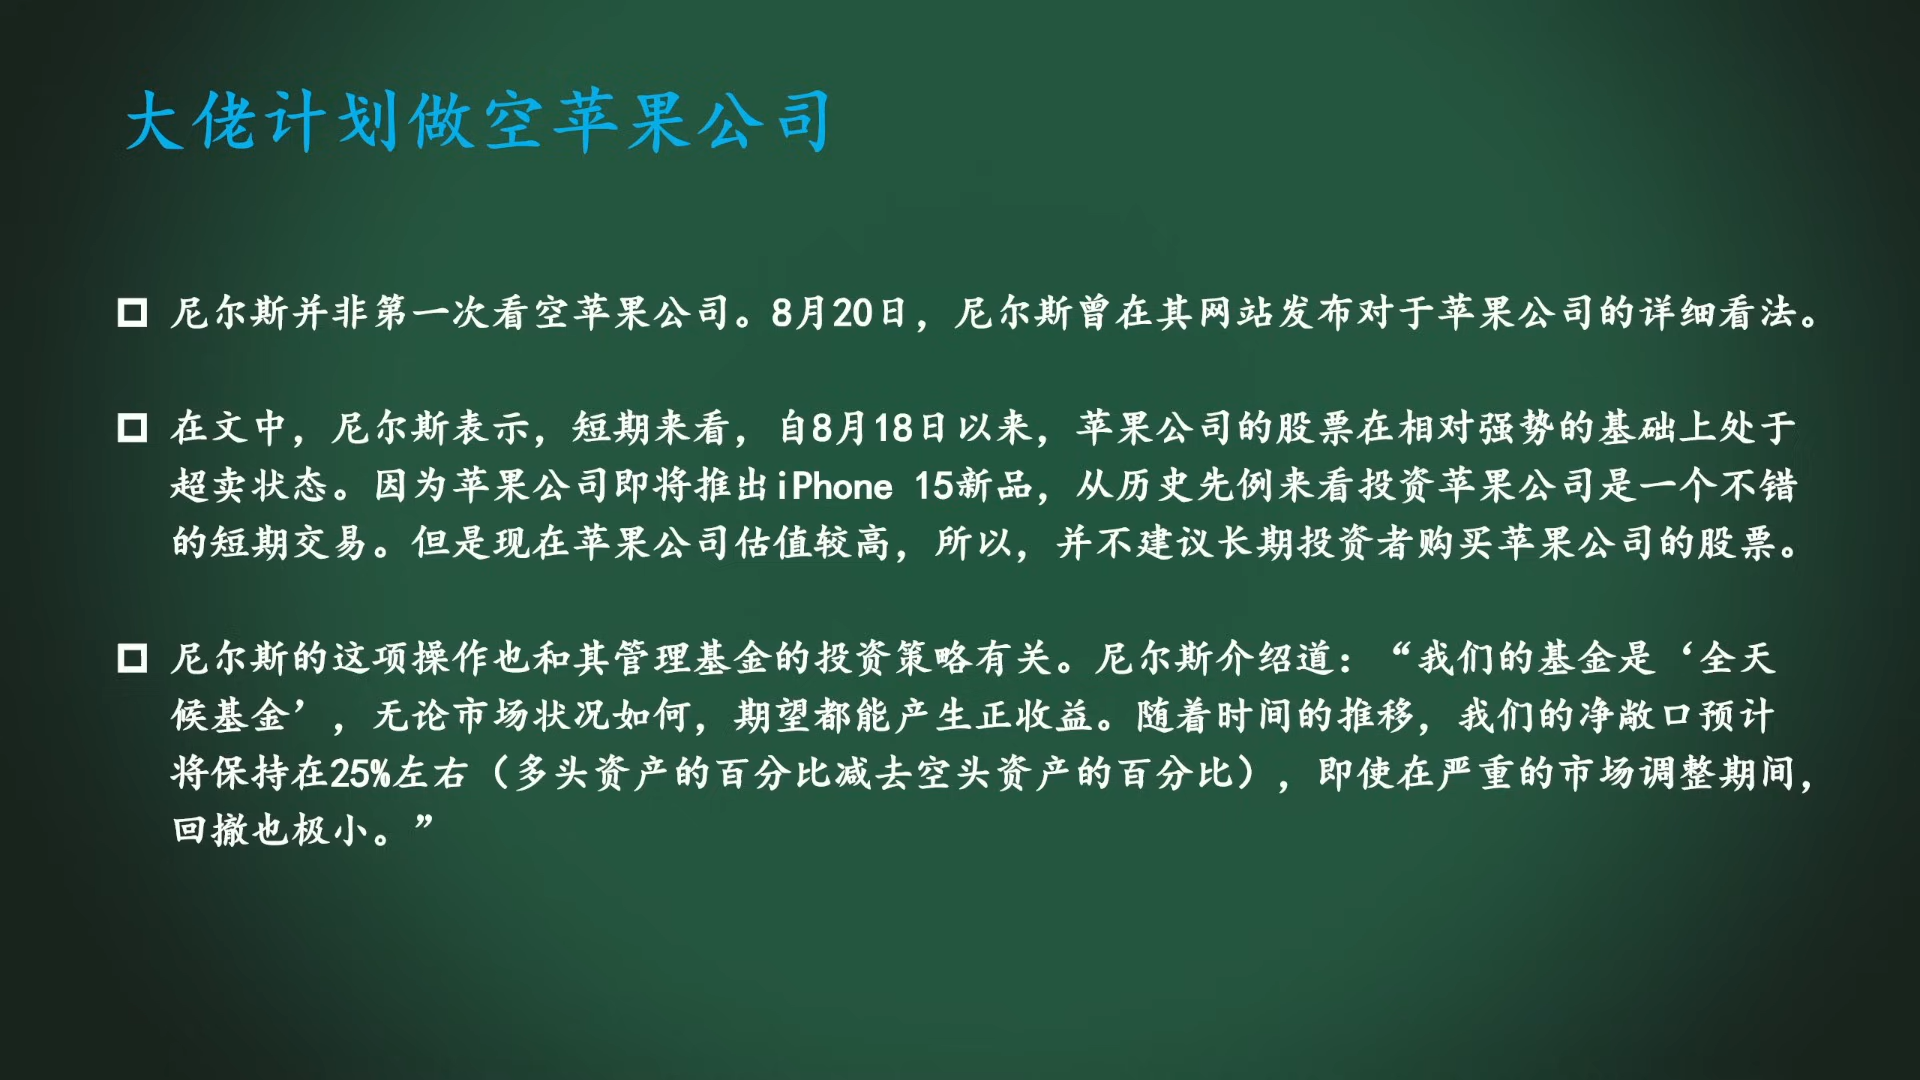 大佬计划做空苹果公司
尼尔斯并非第一次看空苹果公司。8月20日，尼尔斯曾在其网站发布对于苹果公司的详细看法。
在文中，尼尔斯表示，短期来看，自8月18日以来，苹果公司的股票在相对强势的基础上处于
超卖状态。因为苹果公司即将推出iPhone 15新品，从历史先例来看投资苹果公司是一个不错
的短期交易。但是现在苹果公司估值较高，所以，并不建议长期投资者购买苹果公司的股票。
尼尔斯的这项操作也和其管理基金的投资策略有关。尼尔斯介绍道：“我们的基金是‘全天
候基金’，无论市场状况如何，期望都能产生正收益。随着时间的推移，我们的净敞口预计
将保持在25%左右（多头资产的百分比减去空头资产的百分比），即使在严重的市场调整期间，
回撤也极小。”